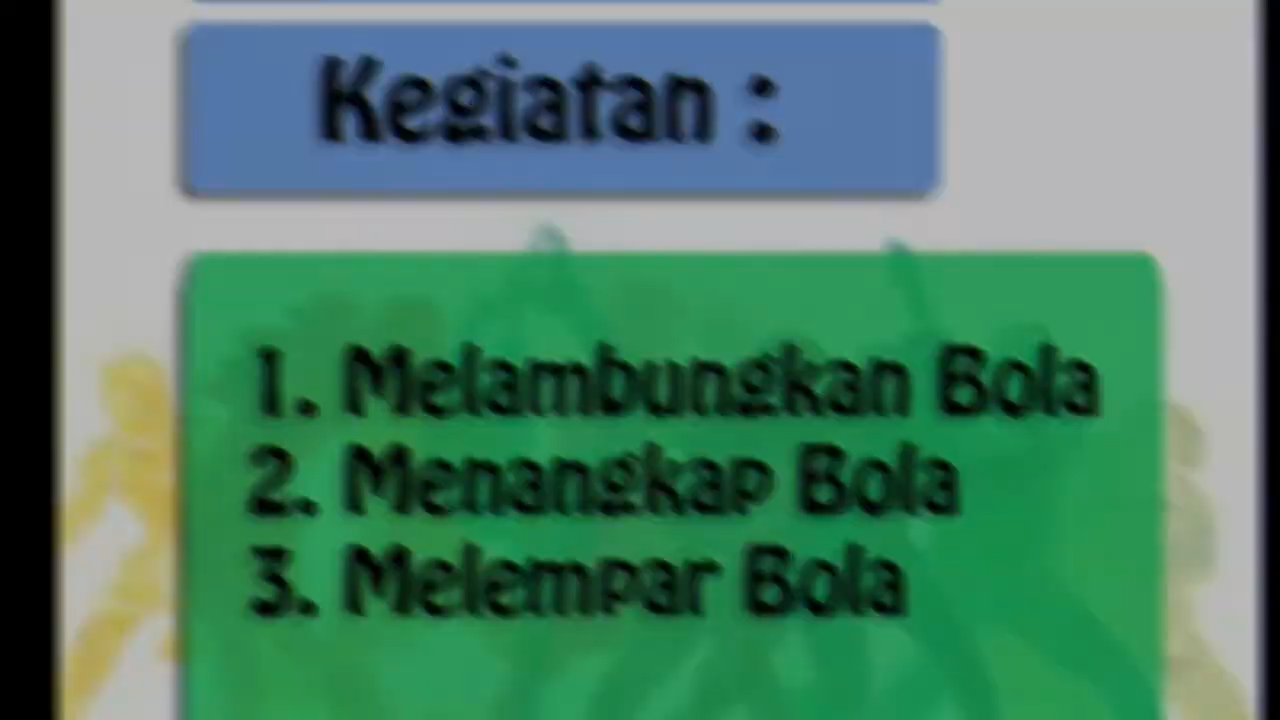 Kegiatan :
1. Melambungkan Bola
2. Menangkap Bola
3. Melempar Bola